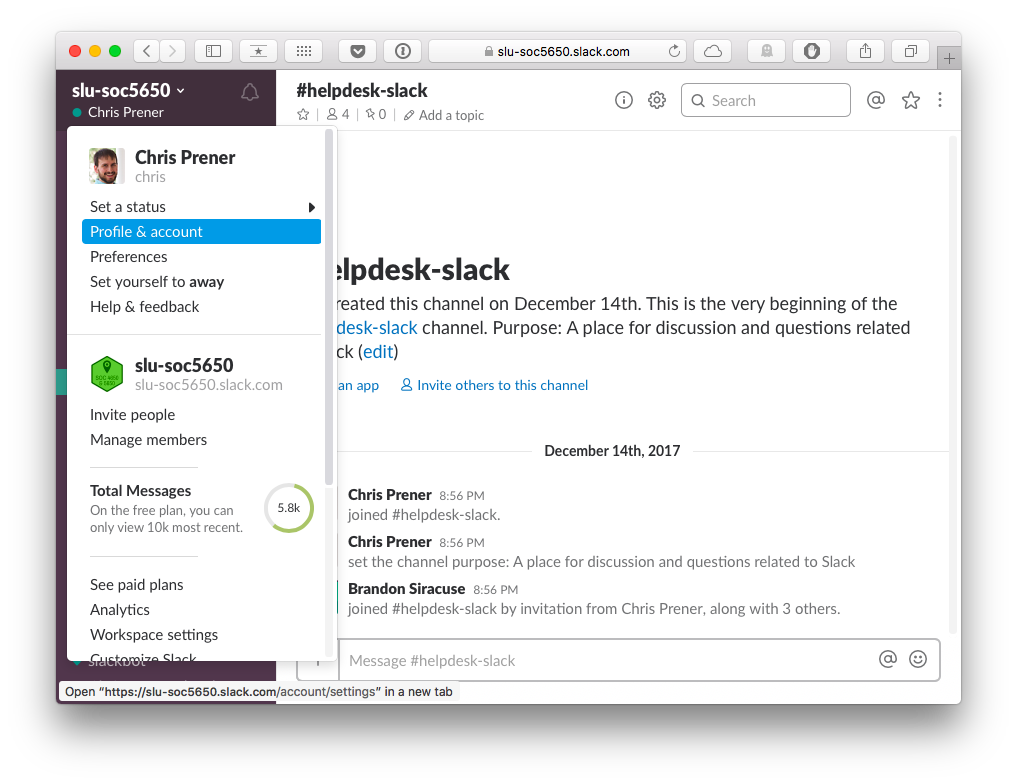 slu-soc5650.slack.com
slu-soc5650
Chris Prener
#helpdesk-slack
4
0
Add a topic
Search
Chris Prener
chris
Set a status
Profile & account
Preferences
Set yourself to away
Help & feedback
slu-soc5650
slu-soc5650.slack.com
Invite people
Manage members
Total Messages
On the free plan, you can
only view 10k most recent.
5.8k
See paid plans
Analytics
Workspace settings
Customize Slack
slackbot
elpdesk-slack
reated this channel on December 14th. This is the very beginning of the
desk-slack channel. Purpose: A place for discussion and questions related
ck (edit)
an app
Invite others to this channel
December 14th, 2017
Chris Prener 8:56 PM
joined #helpdesk-slack.
Chris Prener 8:56 PM
set the channel purpose: A place for discussion and questions related to Slack
Brandon Siracuse 8:56 PM
joined #helpdesk-slack by invitation from Chris Prener, along with 3 others.
Message #helpdesk-slack
Open “https://slu-soc5650.slack.com/account/settings” in a new tab